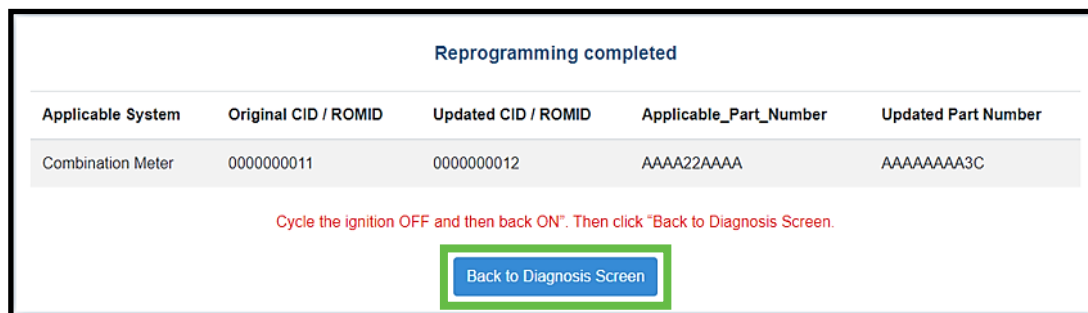 Reprogramming completed
Applicable System Original CID / ROMID Updated CID / ROMID Applicable_Part_Number Updated Part Number
Combination Meter 0000000011 0000000012 AAAA22AAAA AAAAAAAA3C
Cycle the ignition OFF and then back ON”. Then click “Back to Diagnosis Screen.
Back to Diagnosis Screen